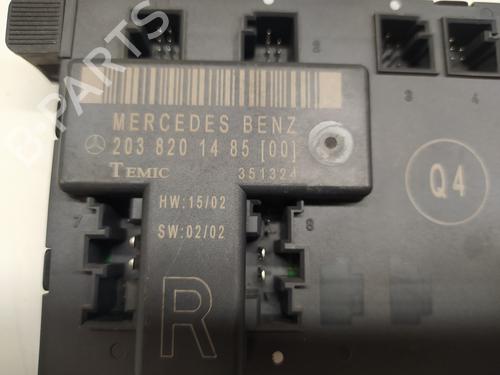 B-PARTS
MERCEDES BENZ
203 820 14 85 [00]
TEMIC 351324
HW:15/02
SW:02/02
R
Q4
3
4
7
8